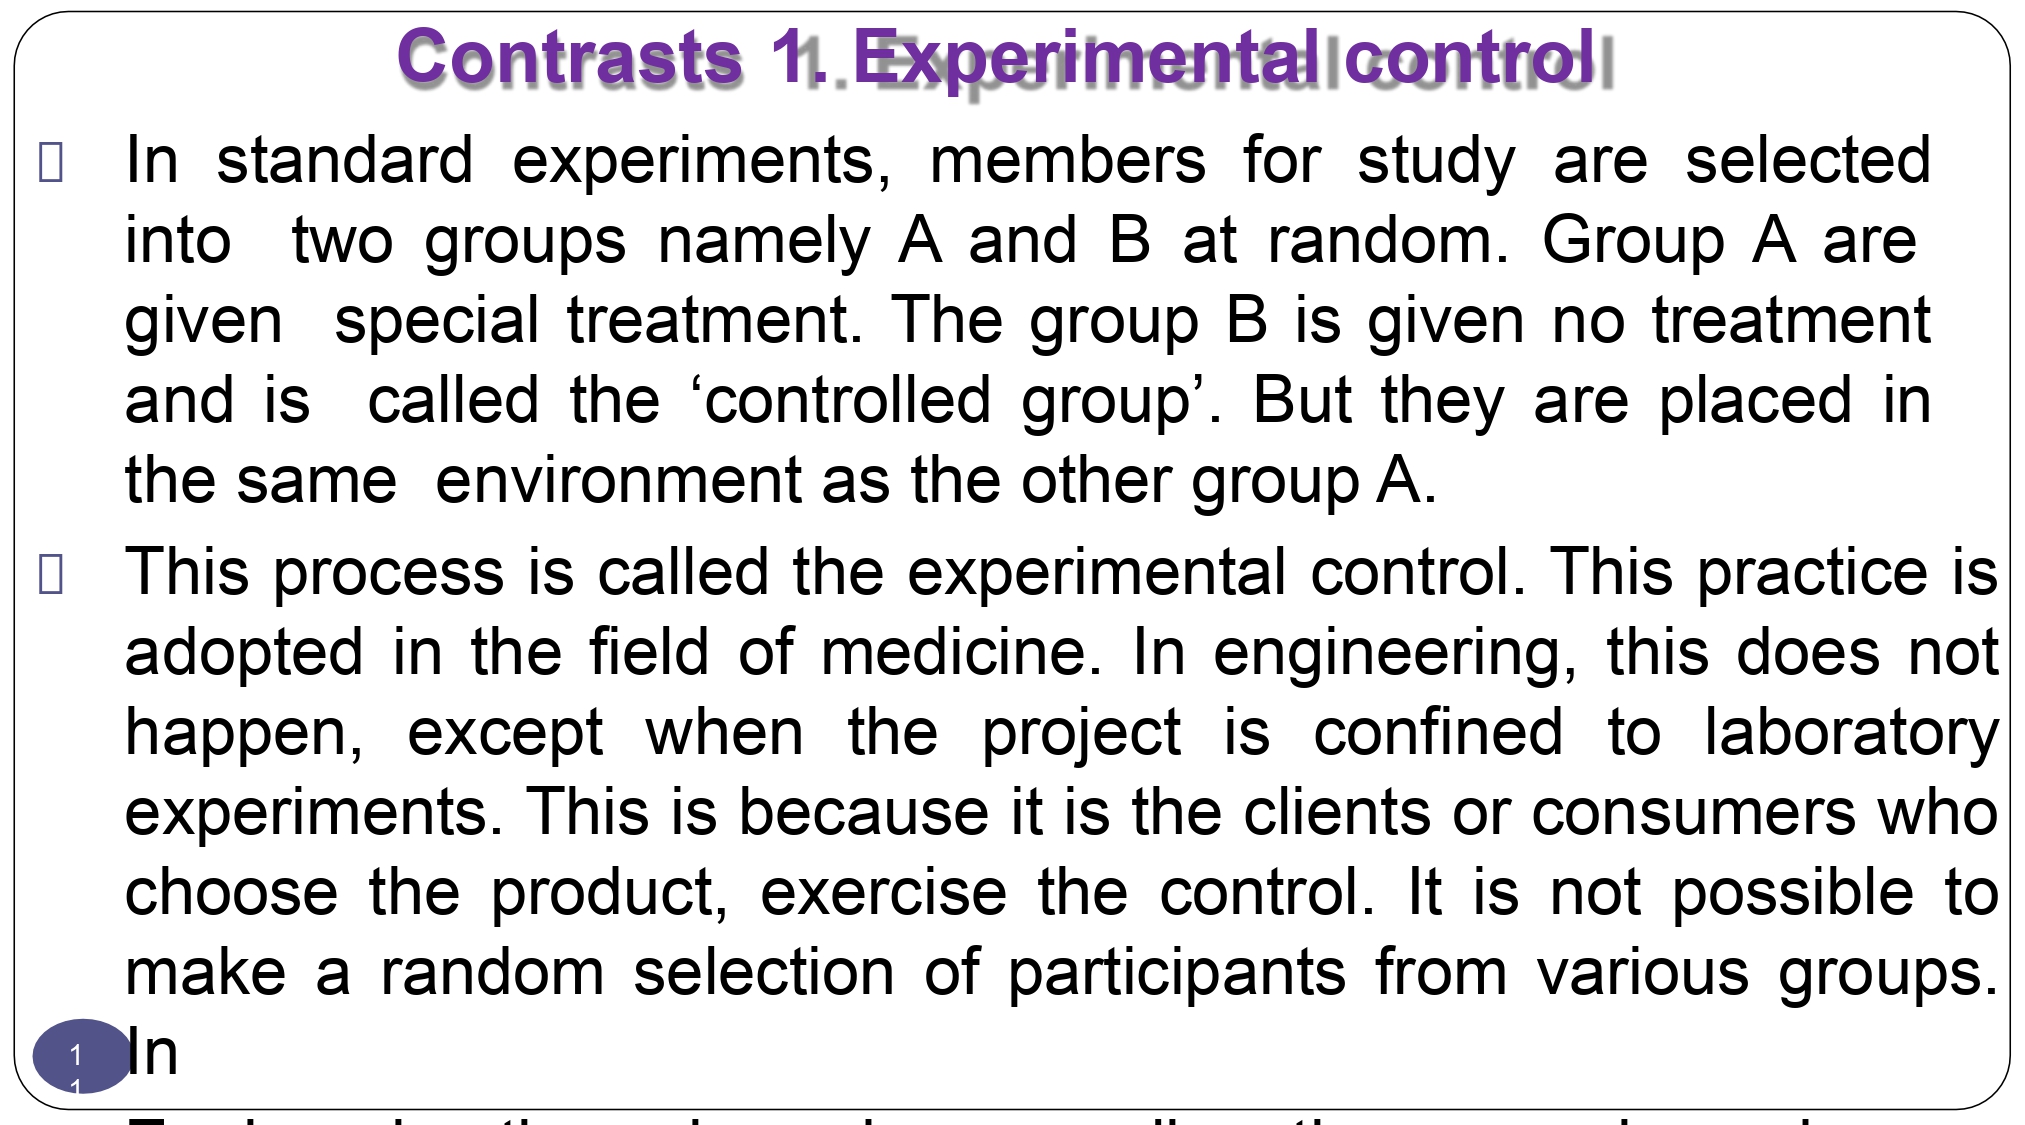 Contrasts 1. Experimental control
In standard experiments, members for study are selected
into two groups namely A and B at random. Group A are
given special treatment. The group B is given no treatment
and is called the ‘controlled group’. But they are placed in
the same environment as the other group A.
This process is called the experimental control. This practice is
adopted in the field of medicine. In engineering, this does not
happen, except when the project is confined to laboratory
experiments. This is because it is the clients or consumers who
choose the product, exercise the control. It is not possible to
make a random selection of participants from various groups.
In
1
1